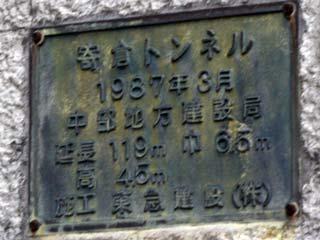 寄倉トンネル
1987年3月
中部地方建設局
延長 119m 巾 6.5m
高 4.5m
施工 東急建設(株)